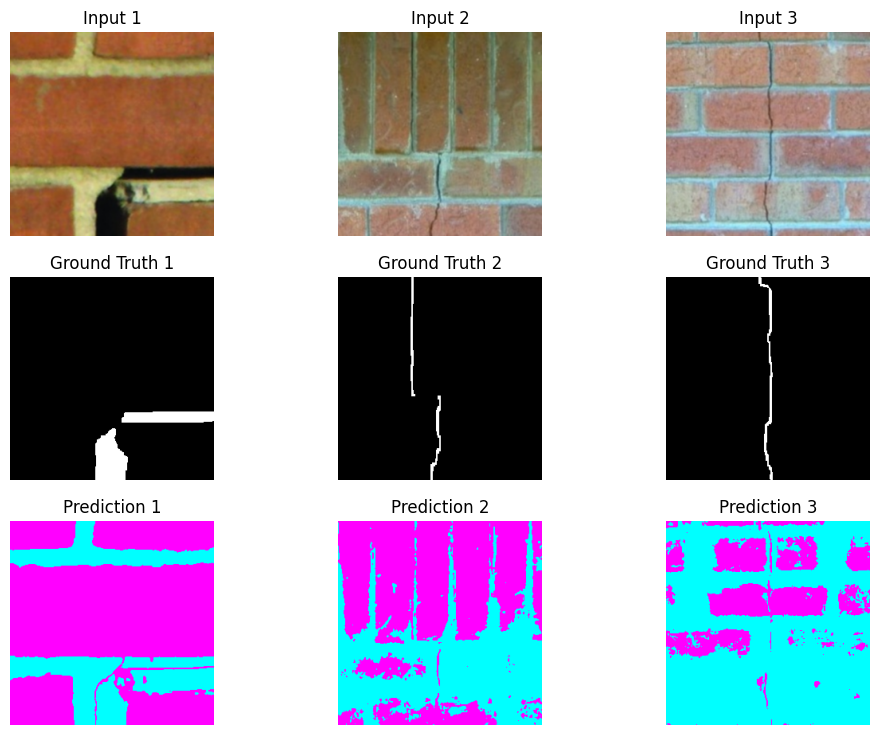 Input 1
Input 2
Input 3
Ground Truth 1
Ground Truth 2
Ground Truth 3
Prediction 1
Prediction 2
Prediction 3